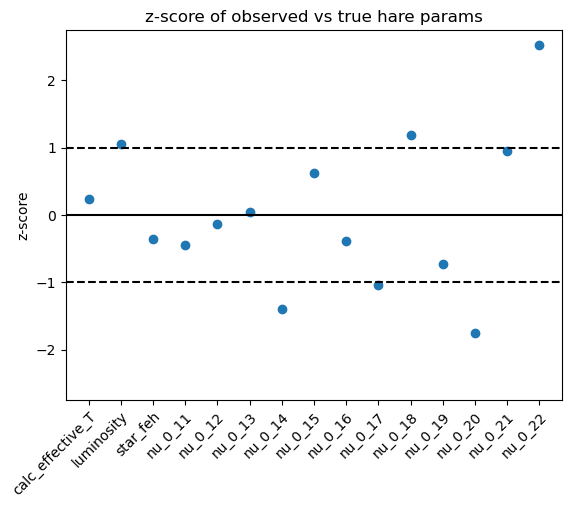 z-score of observed vs true hare params
z-score
2
1
0
−1
−2
calc_effective_T
luminosity
star_feh
nu_0_11
nu_0_12
nu_0_13
nu_0_14
nu_0_15
nu_0_16
nu_0_17
nu_0_18
nu_0_19
nu_0_20
nu_0_21
nu_0_22